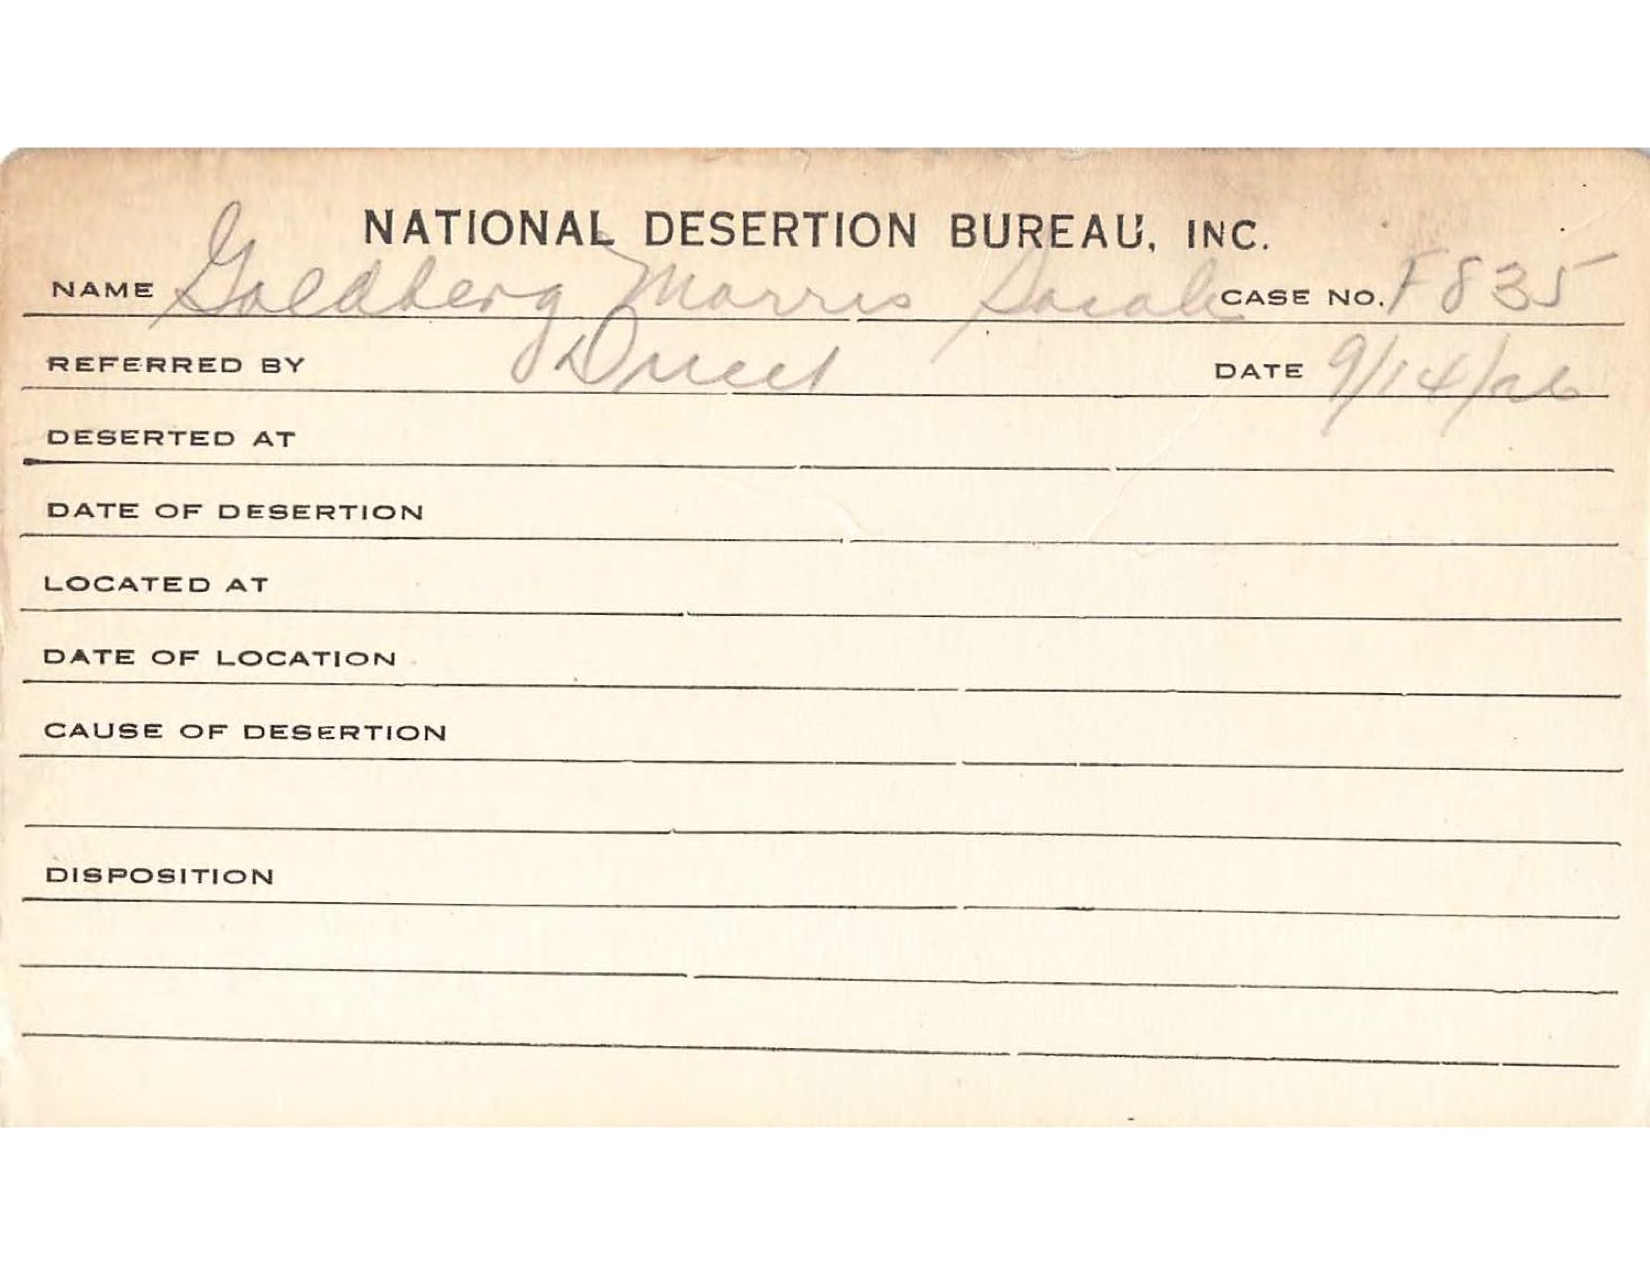 NATIONAL DESERTION BUREAU, INC.
NAME Goldberg Morris Sarah CASE NO. F835
REFERRED BY Direct DATE 9/14/26
DESERTED AT
DATE OF DESERTION
LOCATED AT
DATE OF LOCATION
CAUSE OF DESERTION
DISPOSITION